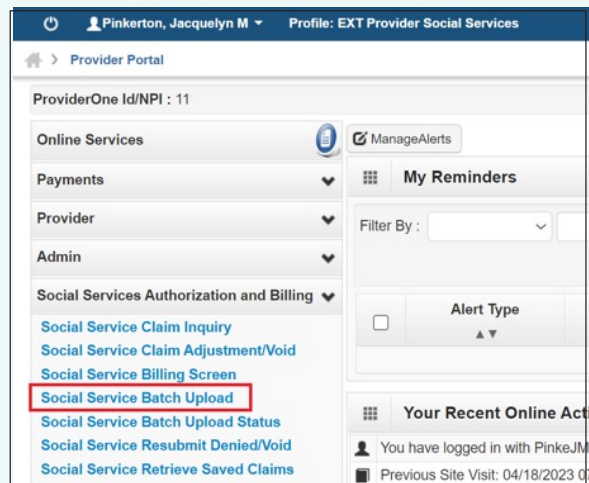 Pinkerton, Jacquelyn M Profile: EXT Provider Social Services
Provider Portal
ProviderOne Id/NPI : 11
Online Services
ManageAlerts
Payments
My Reminders
Provider
Filter By :
Admin
Social Services Authorization and Billing
Alert Type
Social Service Claim Inquiry
Social Service Claim Adjustment/Void
Social Service Billing Screen
Social Service Batch Upload
Your Recent Online Acti
Social Service Batch Upload Status
Social Service Resubmit Denied/Void
You have logged in with PinkeJM
Social Service Retrieve Saved Claims
Previous Site Visit: 04/18/2023 07